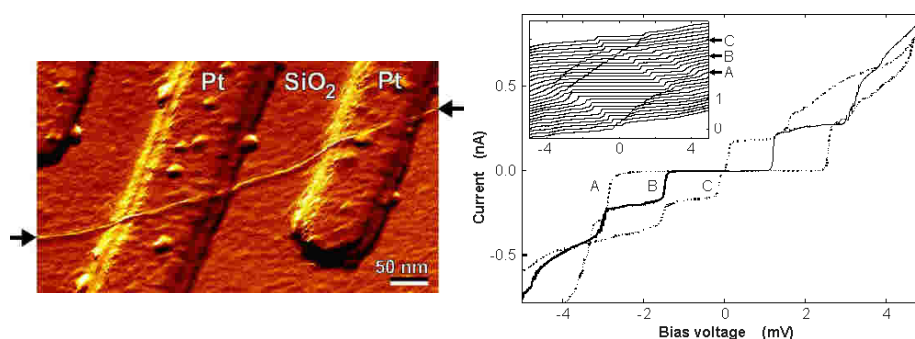 Pt
SiO2
Pt
50 nm
C
B
A
1
0
-4
0
4
0.5
0.0
-0.5
Current (nA)
A
B
C
-4
-2
0
2
4
Bias voltage (mV)